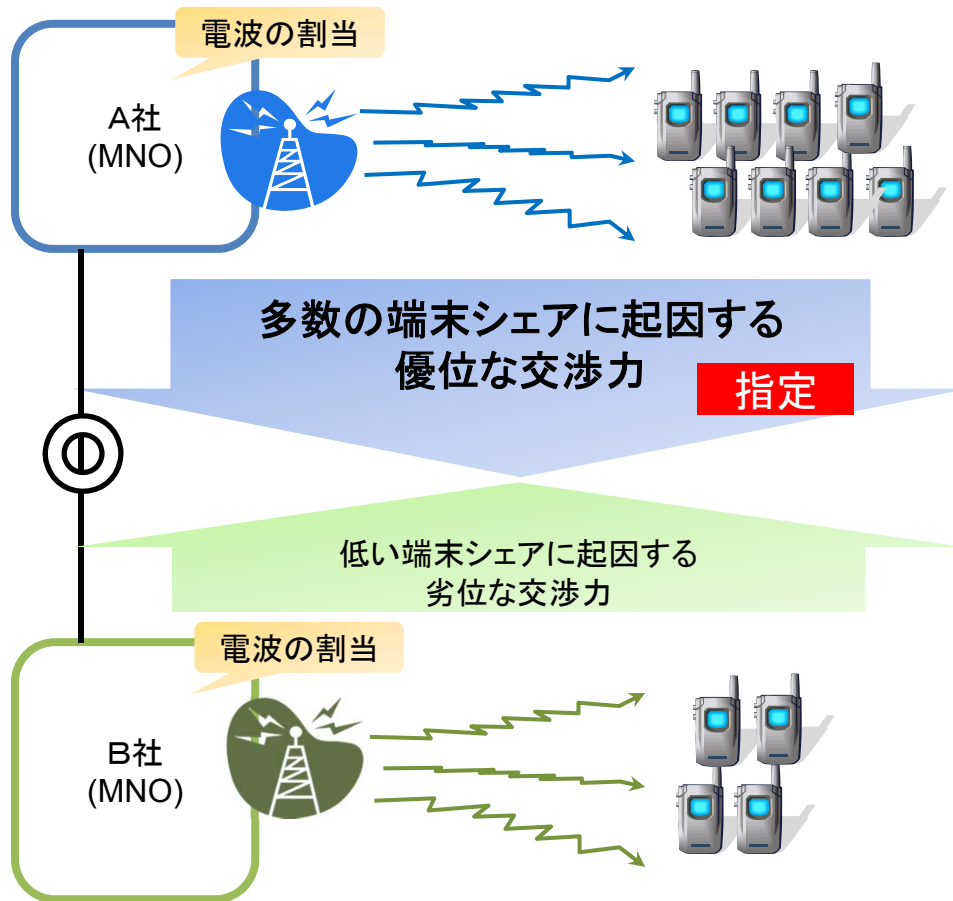 電波の割当
A社
(MNO)
多数の端末シェアに起因する
優位な交渉力
指定
低い端末シェアに起因する
劣位な交渉力
電波の割当
B社
(MNO)